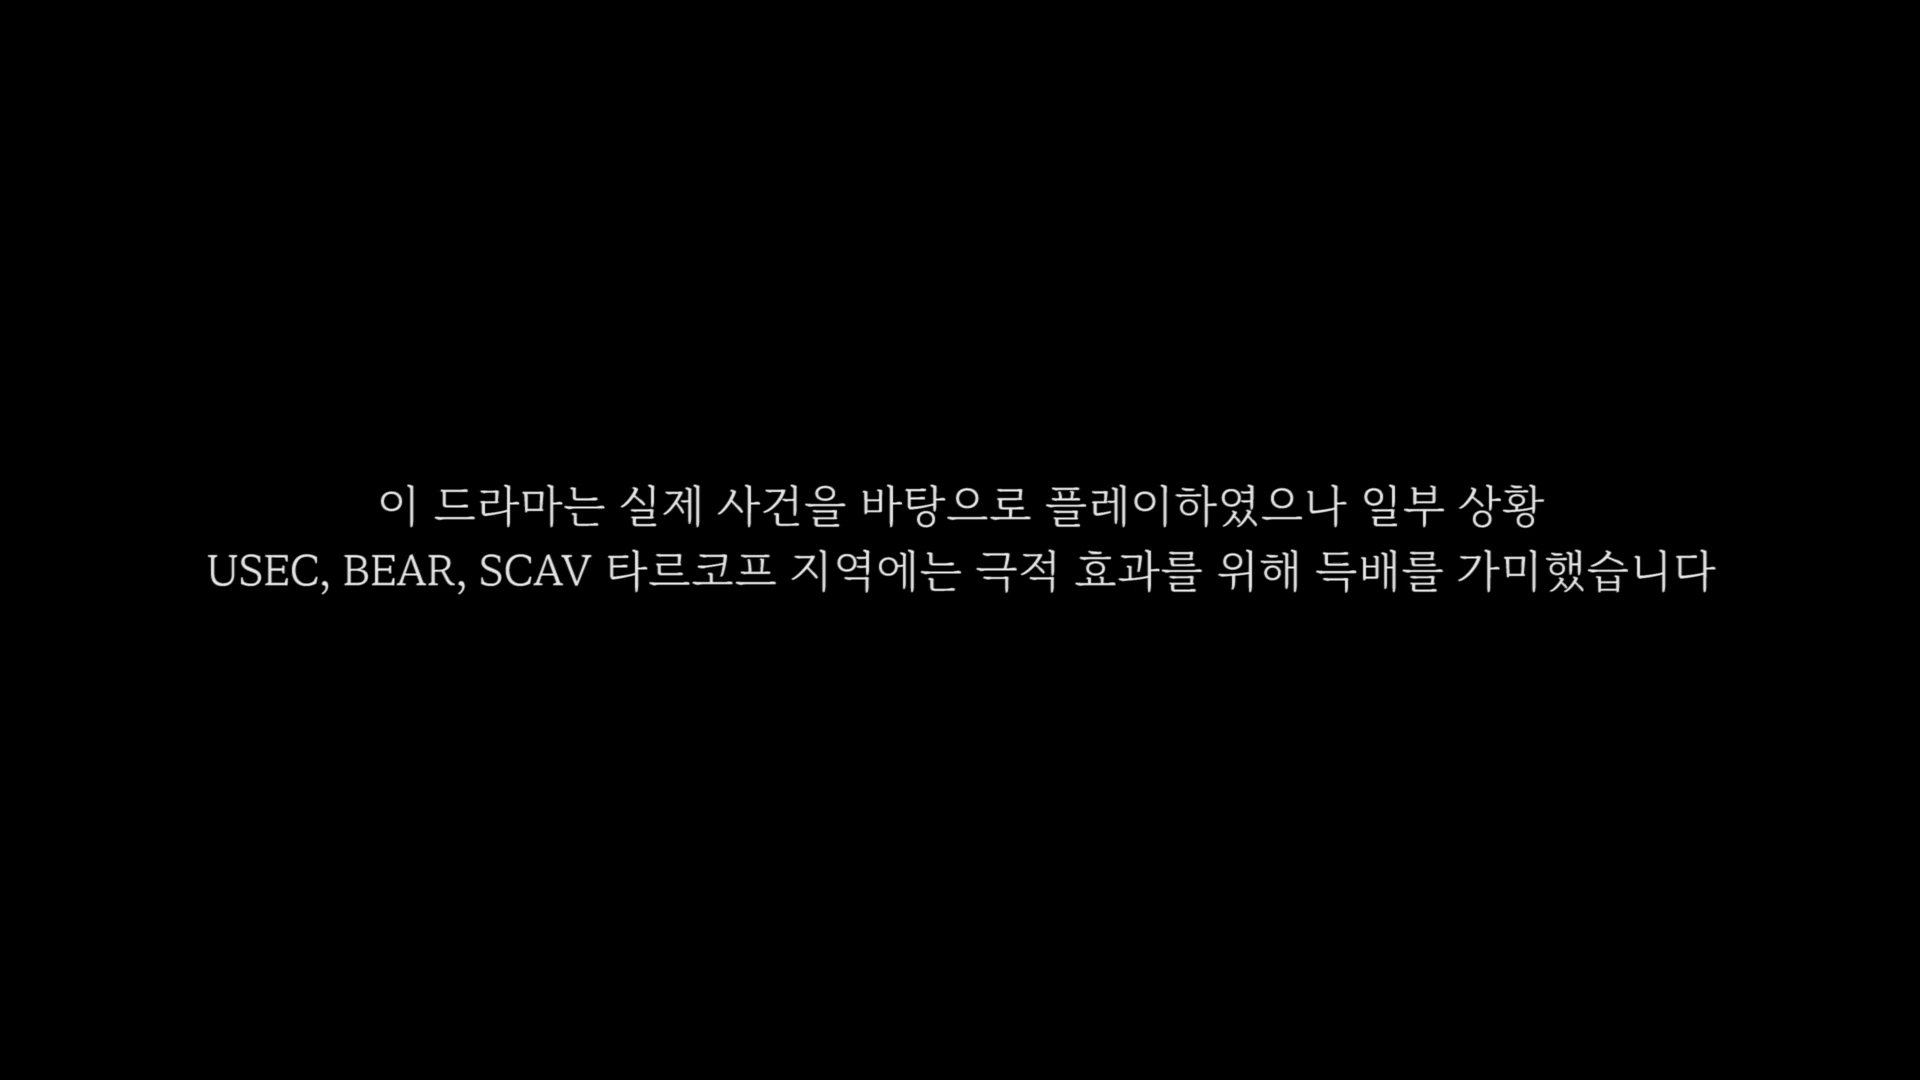 이 드라마는 실제 사건을 바탕으로 플레이하였으나 일부 상황
USEC, BEAR, SCAV 타르코프 지역에는 극적 효과를 위해 득배를 가미했습니다